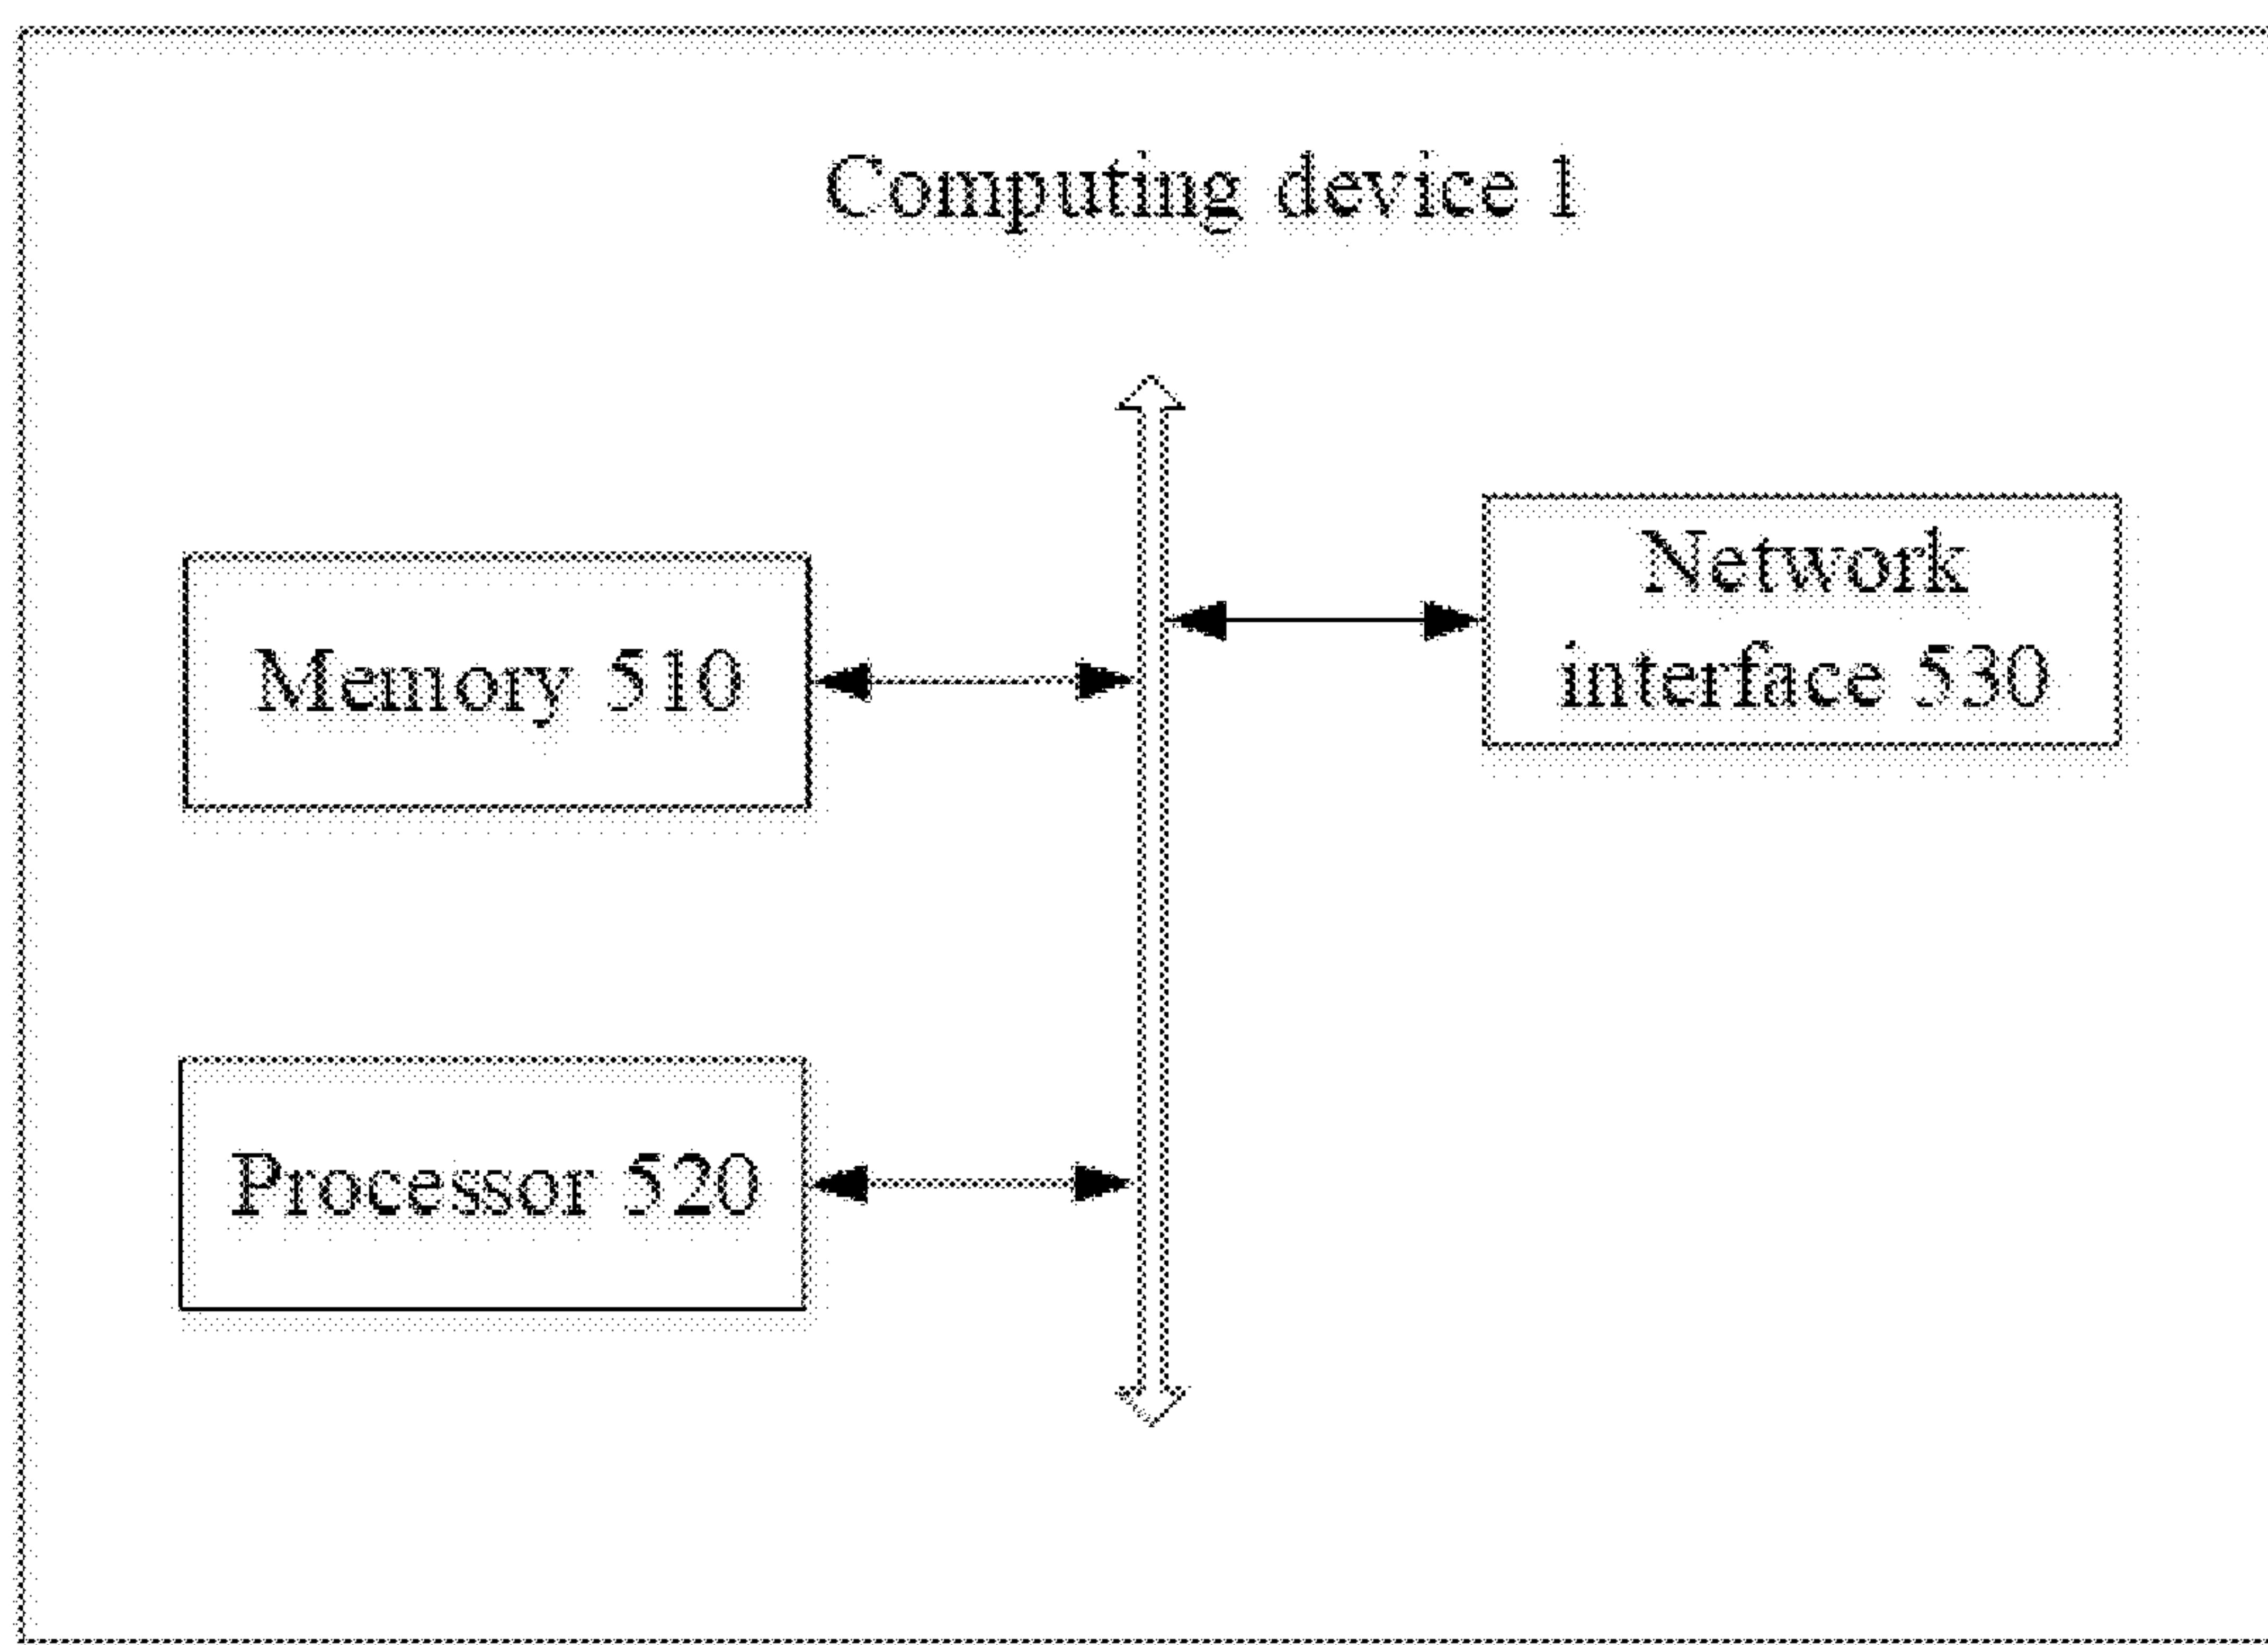 Computing device 1
Network
interface 530
Memory 510
Processor 520